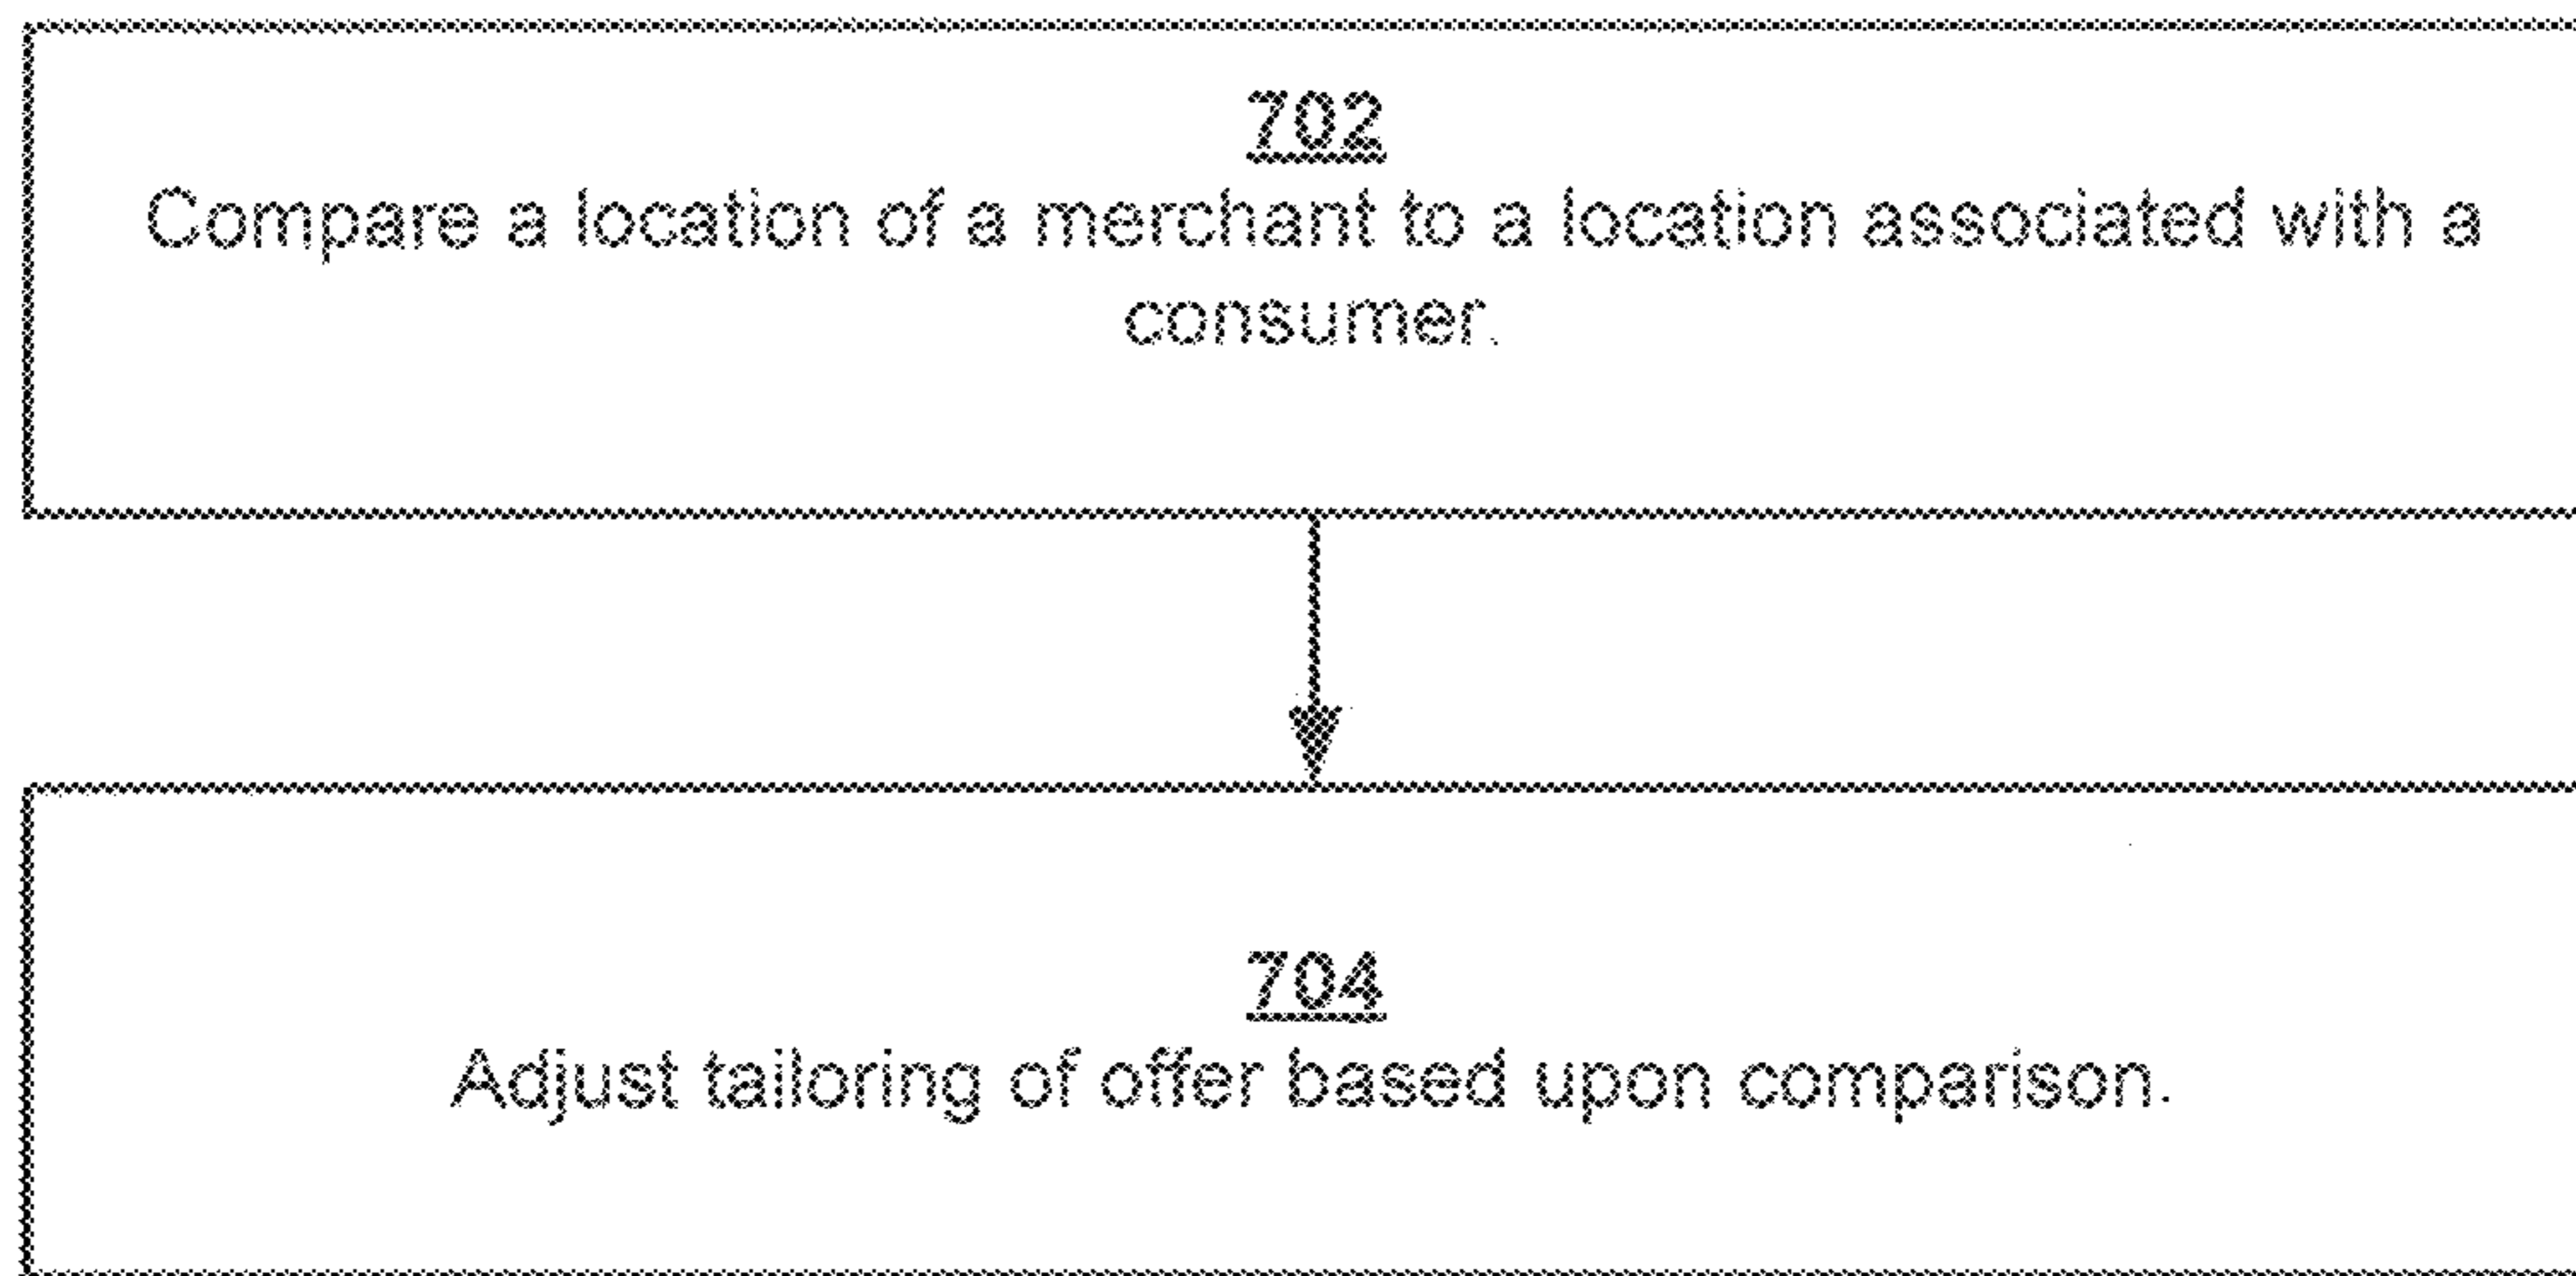 702
Compare a location of a merchant to a location associated with a
consumer.
704
Adjust tailoring of offer based upon comparison.